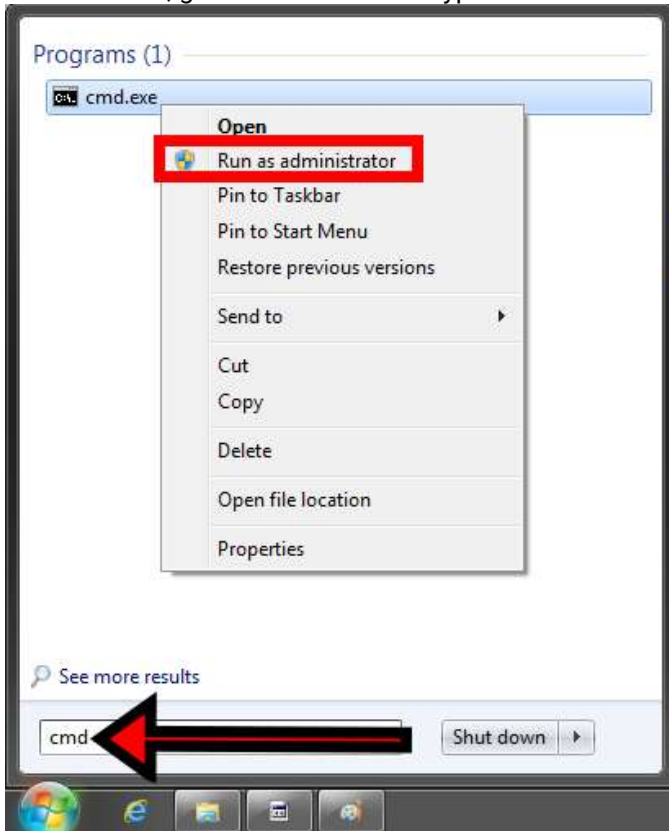 Programs (1)
cmd.exe
Open
Run as administrator
Pin to Taskbar
Pin to Start Menu
Restore previous versions
Send to
Cut
Copy
Delete
Open file location
Properties
See more results
cmd
Shut down